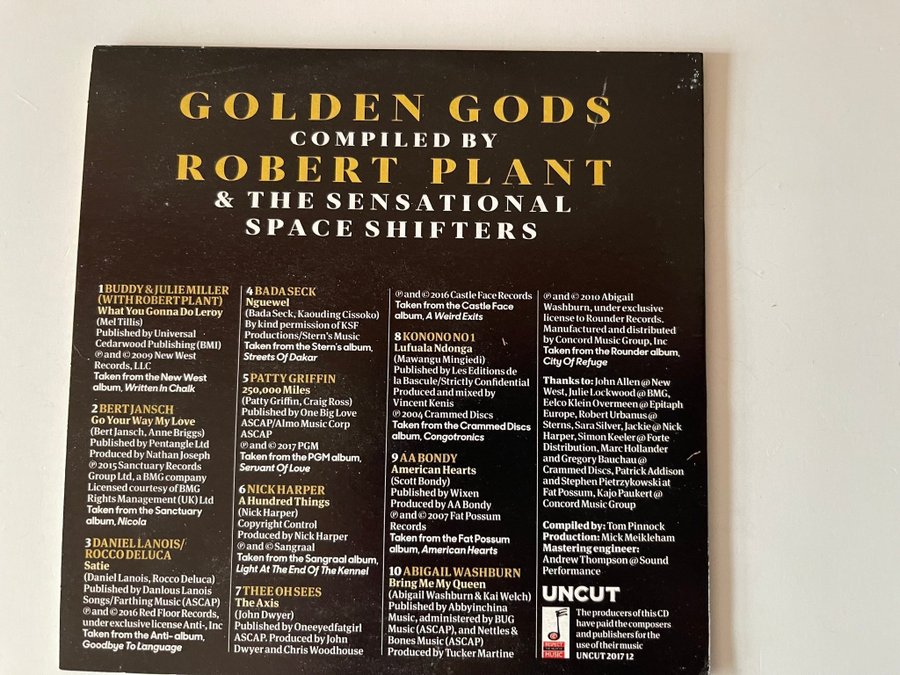 GOLDEN GODS
COMPILED BY
ROBERT PLANT
& THE SENSATIONAL
SPACE SHIFTERS
1 BUDDY & JULIE MILLER
(WITH ROBERT PLANT)
What You Gonna Do Leroy
(Mel Tillis)
Published by Universal
Cedarwood Publishing (BMI)
℗ and © 2009 New West
Records, LLC
Taken from the New West
album, Written In Chalk
2 BERT JANSCH
Go Your Way My Love
(Bert Jansch, Anne Briggs)
Published by Pentangle Ltd
Produced by Nathan Joseph
℗ 2015 Sanctuary Records
Group Ltd, a BMG company
Licensed courtesy of BMG
Rights Management (UK) Ltd
Taken from the Sanctuary
album, Nicola
3 DANIEL LANOIS/
ROCCO DELUCA
Satie
(Daniel Lanois, Rocco Deluca)
Published by Danlous Lanois
Songs/Farthing Music (ASCAP)
℗ and © 2016 Red Floor Records,
under exclusive license Anti-, Inc
Taken from the Anti- album,
Goodbye To Language
4 BADA SECK
Nguewel
(Bada Seck, Kaouding Cissoko)
By kind permission of KSF
Productions/Stern's Music
Taken from the Stern's album,
Streets Of Dakar
5 PATTY GRIFFIN
250,000 Miles
(Patty Griffin, Craig Ross)
Published by One Big Love
ASCAP/Almo Music Corp
ASCAP
℗ and © 2017 PGM
Taken from the PGM album,
Servant Of Love
6 NICK HARPER
A Hundred Things
(Nick Harper)
Copyright Control
Produced by Nick Harper
℗ and © Sangraal
Taken from the Sangraal album,
Light At The End Of The Kennel
7 THEE OH SEES
The Axis
(John Dwyer)
Published by Oneeyedfatgirl
ASCAP. Produced by John
Dwyer and Chris Woodhouse
℗ and © 2016 Castle Face Records
Taken from the Castle Face
album, A Weird Exits
8 KONONO NO 1
Lufuala Ndonga
(Mawangu Mingiedi)
Published by Les Editions de
la Bascule/Strictly Confidential
Produced and mixed by
Vincent Kenis
℗ 2004 Crammed Discs
Taken from the Crammed Discs
album, Congotronics
9 AA BONDY
American Hearts
(Scott Bondy)
Published by Wixen
Produced by AA Bondy
℗ and © 2007 Fat Possum
Records
Taken from the Fat Possum
album, American Hearts
10 ABIGAIL WASHBURN
Bring Me My Queen
(Abigail Washburn & Kai Welch)
Published by Abbyinchina
Music, administered by BUG
Music (ASCAP), and Nettles &
Bones Music (ASCAP)
Produced by Tucker Martine
℗ and © 2010 Abigail
Washburn, under exclusive
license to Rounder Records.
Manufactured and distributed
by Concord Music Group, Inc
Taken from the Rounder album,
City Of Refuge
Thanks to: John Allen @ New
West, Julie Lockwood @ BMG,
Eelco Klein Overmeen @ Epitaph
Europe, Robert Urbanus @
Sterns, Sara Silver, Jackie @ Nick
Harper, Simon Keeler @ Forte
Distribution, Marc Hollander
and Gregory Bauchau @
Crammed Discs, Patrick Addison
and Stephen Pietrzykowski at
Fat Possum, Kajo Paukert @
Concord Music Group
Compiled by: Tom Pinnock
Production: Mick Meikleham
Mastering engineer:
Andrew Thompson @ Sound
Performance
UNCUT
The producers of this CD
have paid the composers
and publishers for the
use of their music
UNCUT 2017 12
MUSIC